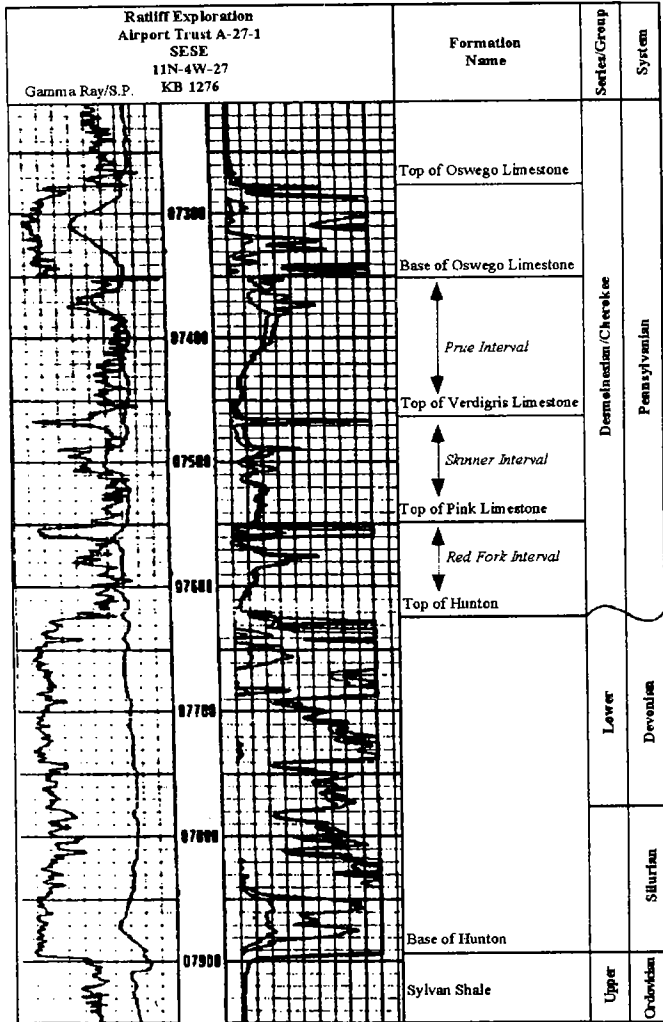 Ratliff Exploration
Airport Trust A-27-1
SESE
11N-4W-27
KB 1276
Gamma Ray/S.P.
Formation
Name
Series/Group
System
Top of Oswego Limestone
07300
Base of Oswego Limestone
Prue Interval
07400
Top of Verdigris Limestone
Skinner Interval
07500
Top of Pink Limestone
Red Fork Interval
07600
Top of Hunton
07700
07800
Base of Hunton
07900
Sylvan Shale
Desmoinesian/Cherokee
Lower
Upper
Pennsylvanian
Devonian
Silurian
Ordovician